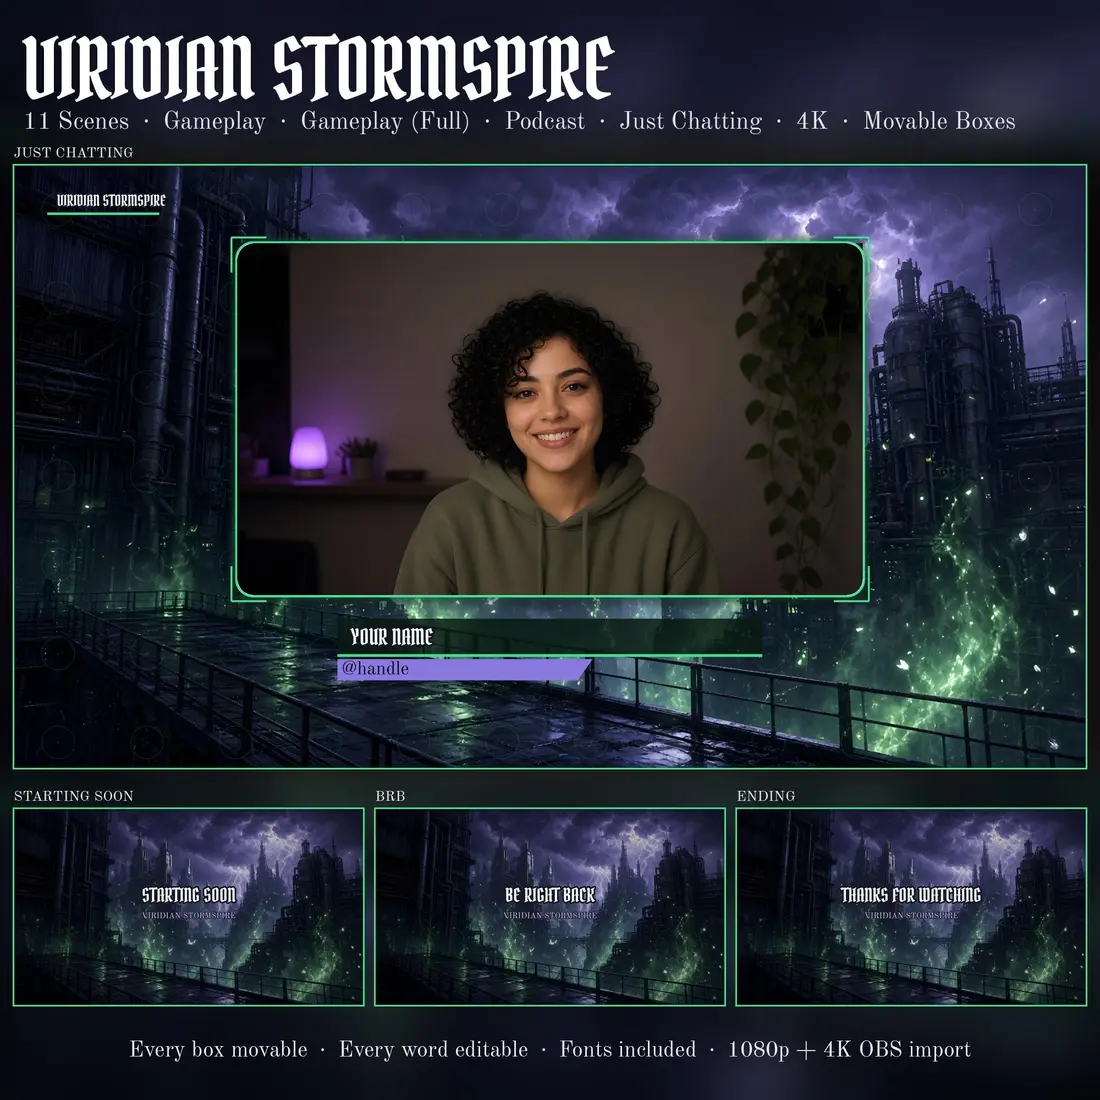 VIRIDIAN STORMSPIRE
11 Scenes · Gameplay · Gameplay (Full) · Podcast · Just Chatting · 4K · Movable Boxes
JUST CHATTING
VIRIDIAN STORMSPIRE
YOUR NAME
@handle
STARTING SOON
BRB
ENDING
STARTING SOON
VIRIDIAN STORMSPIRE
BE RIGHT BACK
VIRIDIAN STORMSPIRE
THANKS FOR WATCHING
VIRIDIAN STORMSPIRE
Every box movable · Every word editable · Fonts included · 1080p + 4K OBS import